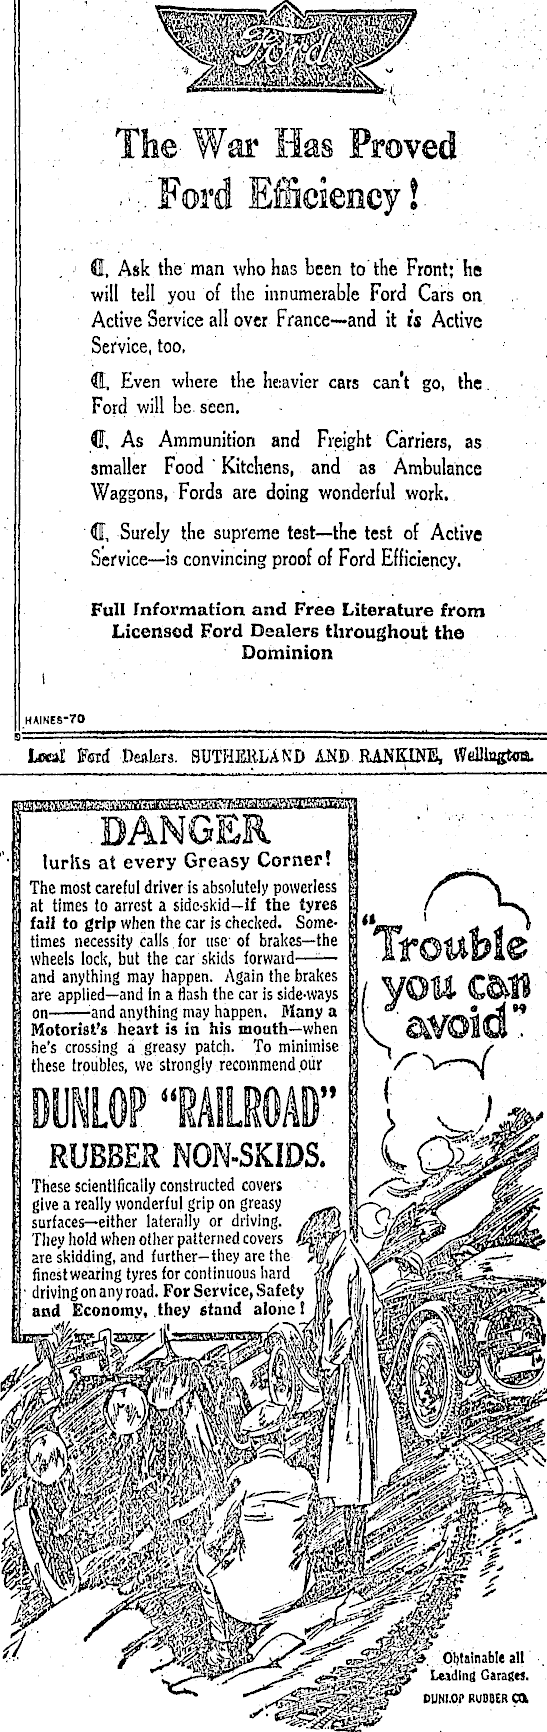 Ford
The War Has Proved
Ford Efficiency!
¶, Ask the man who has been to the Front; he
will tell you of the innumerable Ford Cars on
Active Service all over France—and it is Active
Service, too.
¶, Even where the heavier cars can't go, the
Ford will be seen.
¶, As Ammunition and Freight Carriers, as
smaller Food Kitchens, and as Ambulance
Waggons, Fords are doing wonderful work.
¶, Surely the supreme test—the test of Active
Service—is convincing proof of Ford Efficiency.
Full Information and Free Literature from
Licensed Ford Dealers throughout the
Dominion
HAINES-70
Local Ford Dealers. SUTHERLAND AND RANKINE, Wellington.
DANGER
lurks at every Greasy Corner!
The most careful driver is absolutely powerless
at times to arrest a side-skid—if the tyres
fail to grip when the car is checked. Some-
times necessity calls for use of brakes—the
wheels lock, but the car skids forward——
and anything may happen. Again the brakes
are applied—and in a flash the car is side-ways
on——and anything may happen. Many a
Motorist's heart is in his mouth—when
he's crossing a greasy patch. To minimise
these troubles, we strongly recommend our
DUNLOP "RAILROAD"
RUBBER NON-SKIDS.
These scientifically constructed covers
give a really wonderful grip on greasy
surfaces—either laterally or driving.
They hold when other patterned covers
are skidding, and further—they are the
finest wearing tyres for continuous hard
driving on any road. For Service, Safety
and Economy, they stand alone!
"Trouble
you can
avoid".
Obtainable all
Leading Garages.
DUNLOP RUBBER CO.